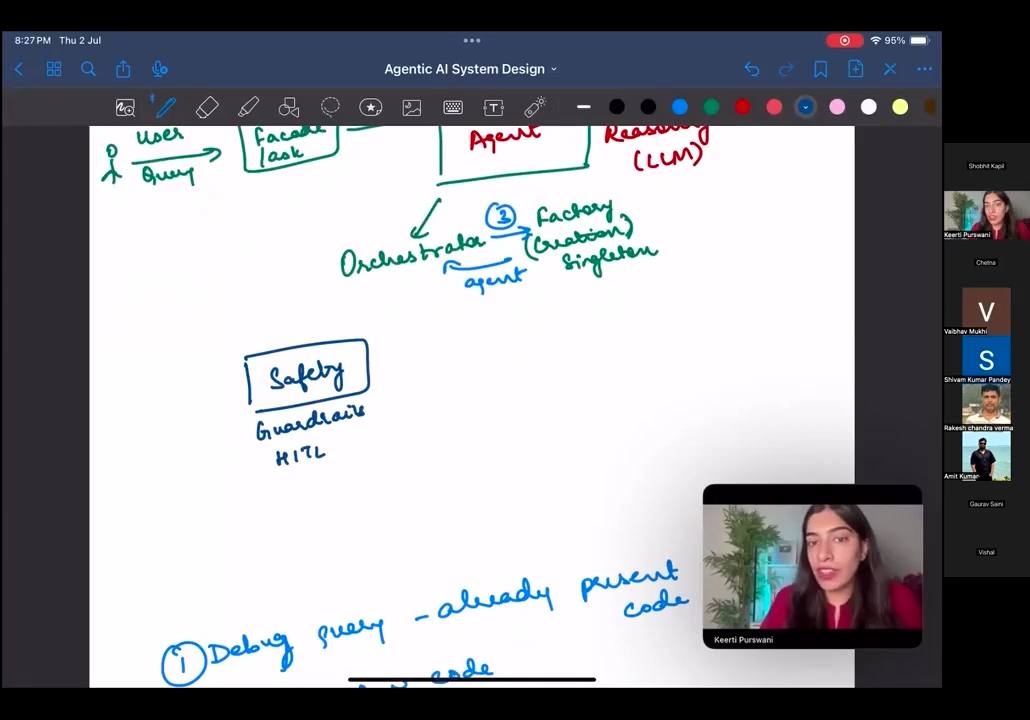 8:27 PM Thu 2 Jul
95%
Agentic AI System Design
User
Query
Facade
Task
Agent
Reasoning
(LLM)
Orchestrator
3
agent
Factory
(Creation)
Singleton
Safety
Guardrails
HITL
1 Debug query - already present
code
code
Keerti Purswani
Shobhit Kapil
Keerti Purswani
Chetna
V
Vaibhav Mukhi
S
Shivam Kumar Pandey
Rakesh chandra verma
Amit Kumar
Gaurav Saini
Vishal